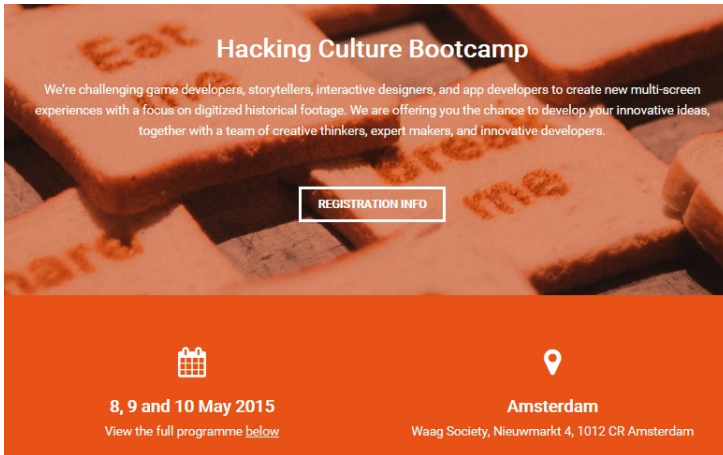 Eat
me
Hacking Culture Bootcamp
We're challenging game developers, storytellers, interactive designers, and app developers to create new multi-screen
experiences with a focus on digitized historical footage. We are offering you the chance to develop your innovative ideas,
together with a team of creative thinkers, expert makers, and innovative developers.
me
REGISTRATION INFO
8, 9 and 10 May 2015
View the full programme below
Amsterdam
Waag Society, Nieuwmarkt 4, 1012 CR Amsterdam